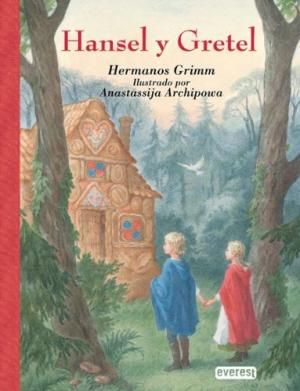 Hansel y Gretel
Hermanos Grimm
Ilustrado por
Anastassija Archipowa
everest